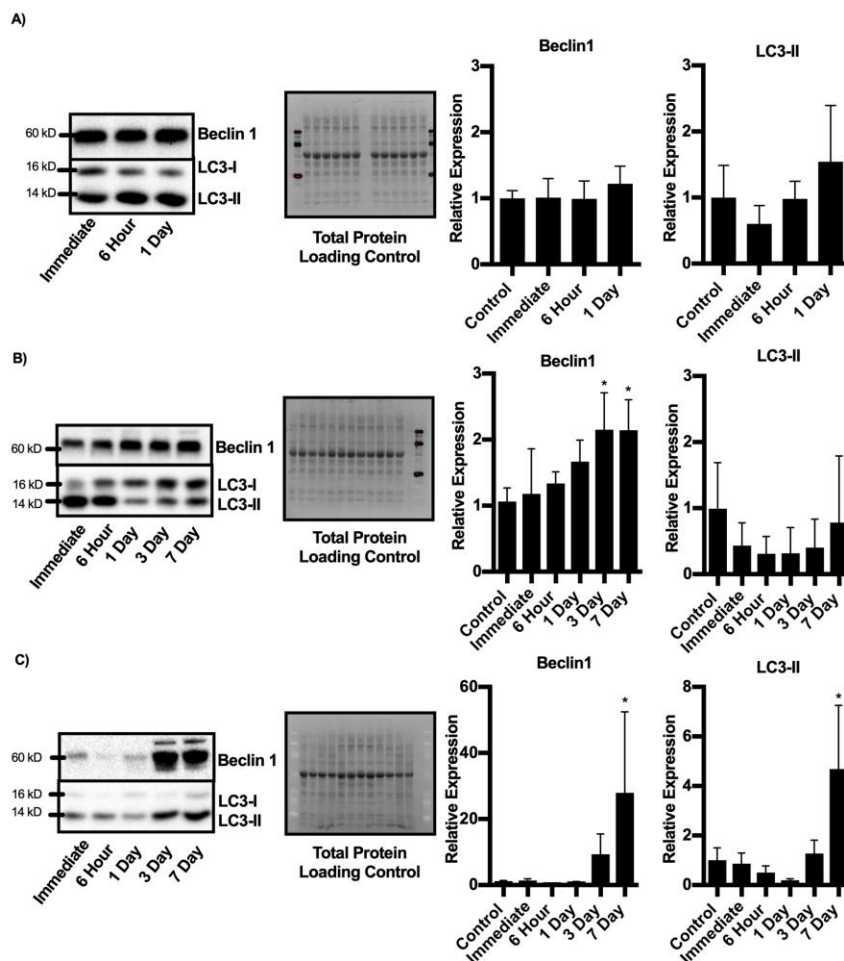 A)
60 kD
16 kD
14 kD
Beclin 1
LC3-I
LC3-II
Immediate
6 Hour
1 Day
Total Protein
Loading Control
Beclin1
Relative Expression
3
2
1
0
Control
Immediate
6 Hour
1 Day
LC3-II
Relative Expression
3
2
1
0
Control
Immediate
6 Hour
1 Day
B)
60 kD
16 kD
14 kD
Beclin 1
LC3-I
LC3-II
Immediate
6 Hour
1 Day
3 Day
7 Day
Total Protein
Loading Control
Beclin1
Relative Expression
3
2
1
0
* *
Control
Immediate
6 Hour
1 Day
3 Day
7 Day
LC3-II
Relative Expression
3
2
1
0
Control
Immediate
6 Hour
1 Day
3 Day
7 Day
C)
60 kD
16 kD
14 kD
Beclin 1
LC3-I
LC3-II
Immediate
6 Hour
1 Day
3 Day
7 Day
Total Protein
Loading Control
Beclin1
Relative Expression
60
40
20
0
*
Control
Immediate
6 Hour
1 Day
3 Day
7 Day
LC3-II
Relative Expression
8
6
4
2
0
*
Control
Immediate
6 Hour
1 Day
3 Day
7 Day